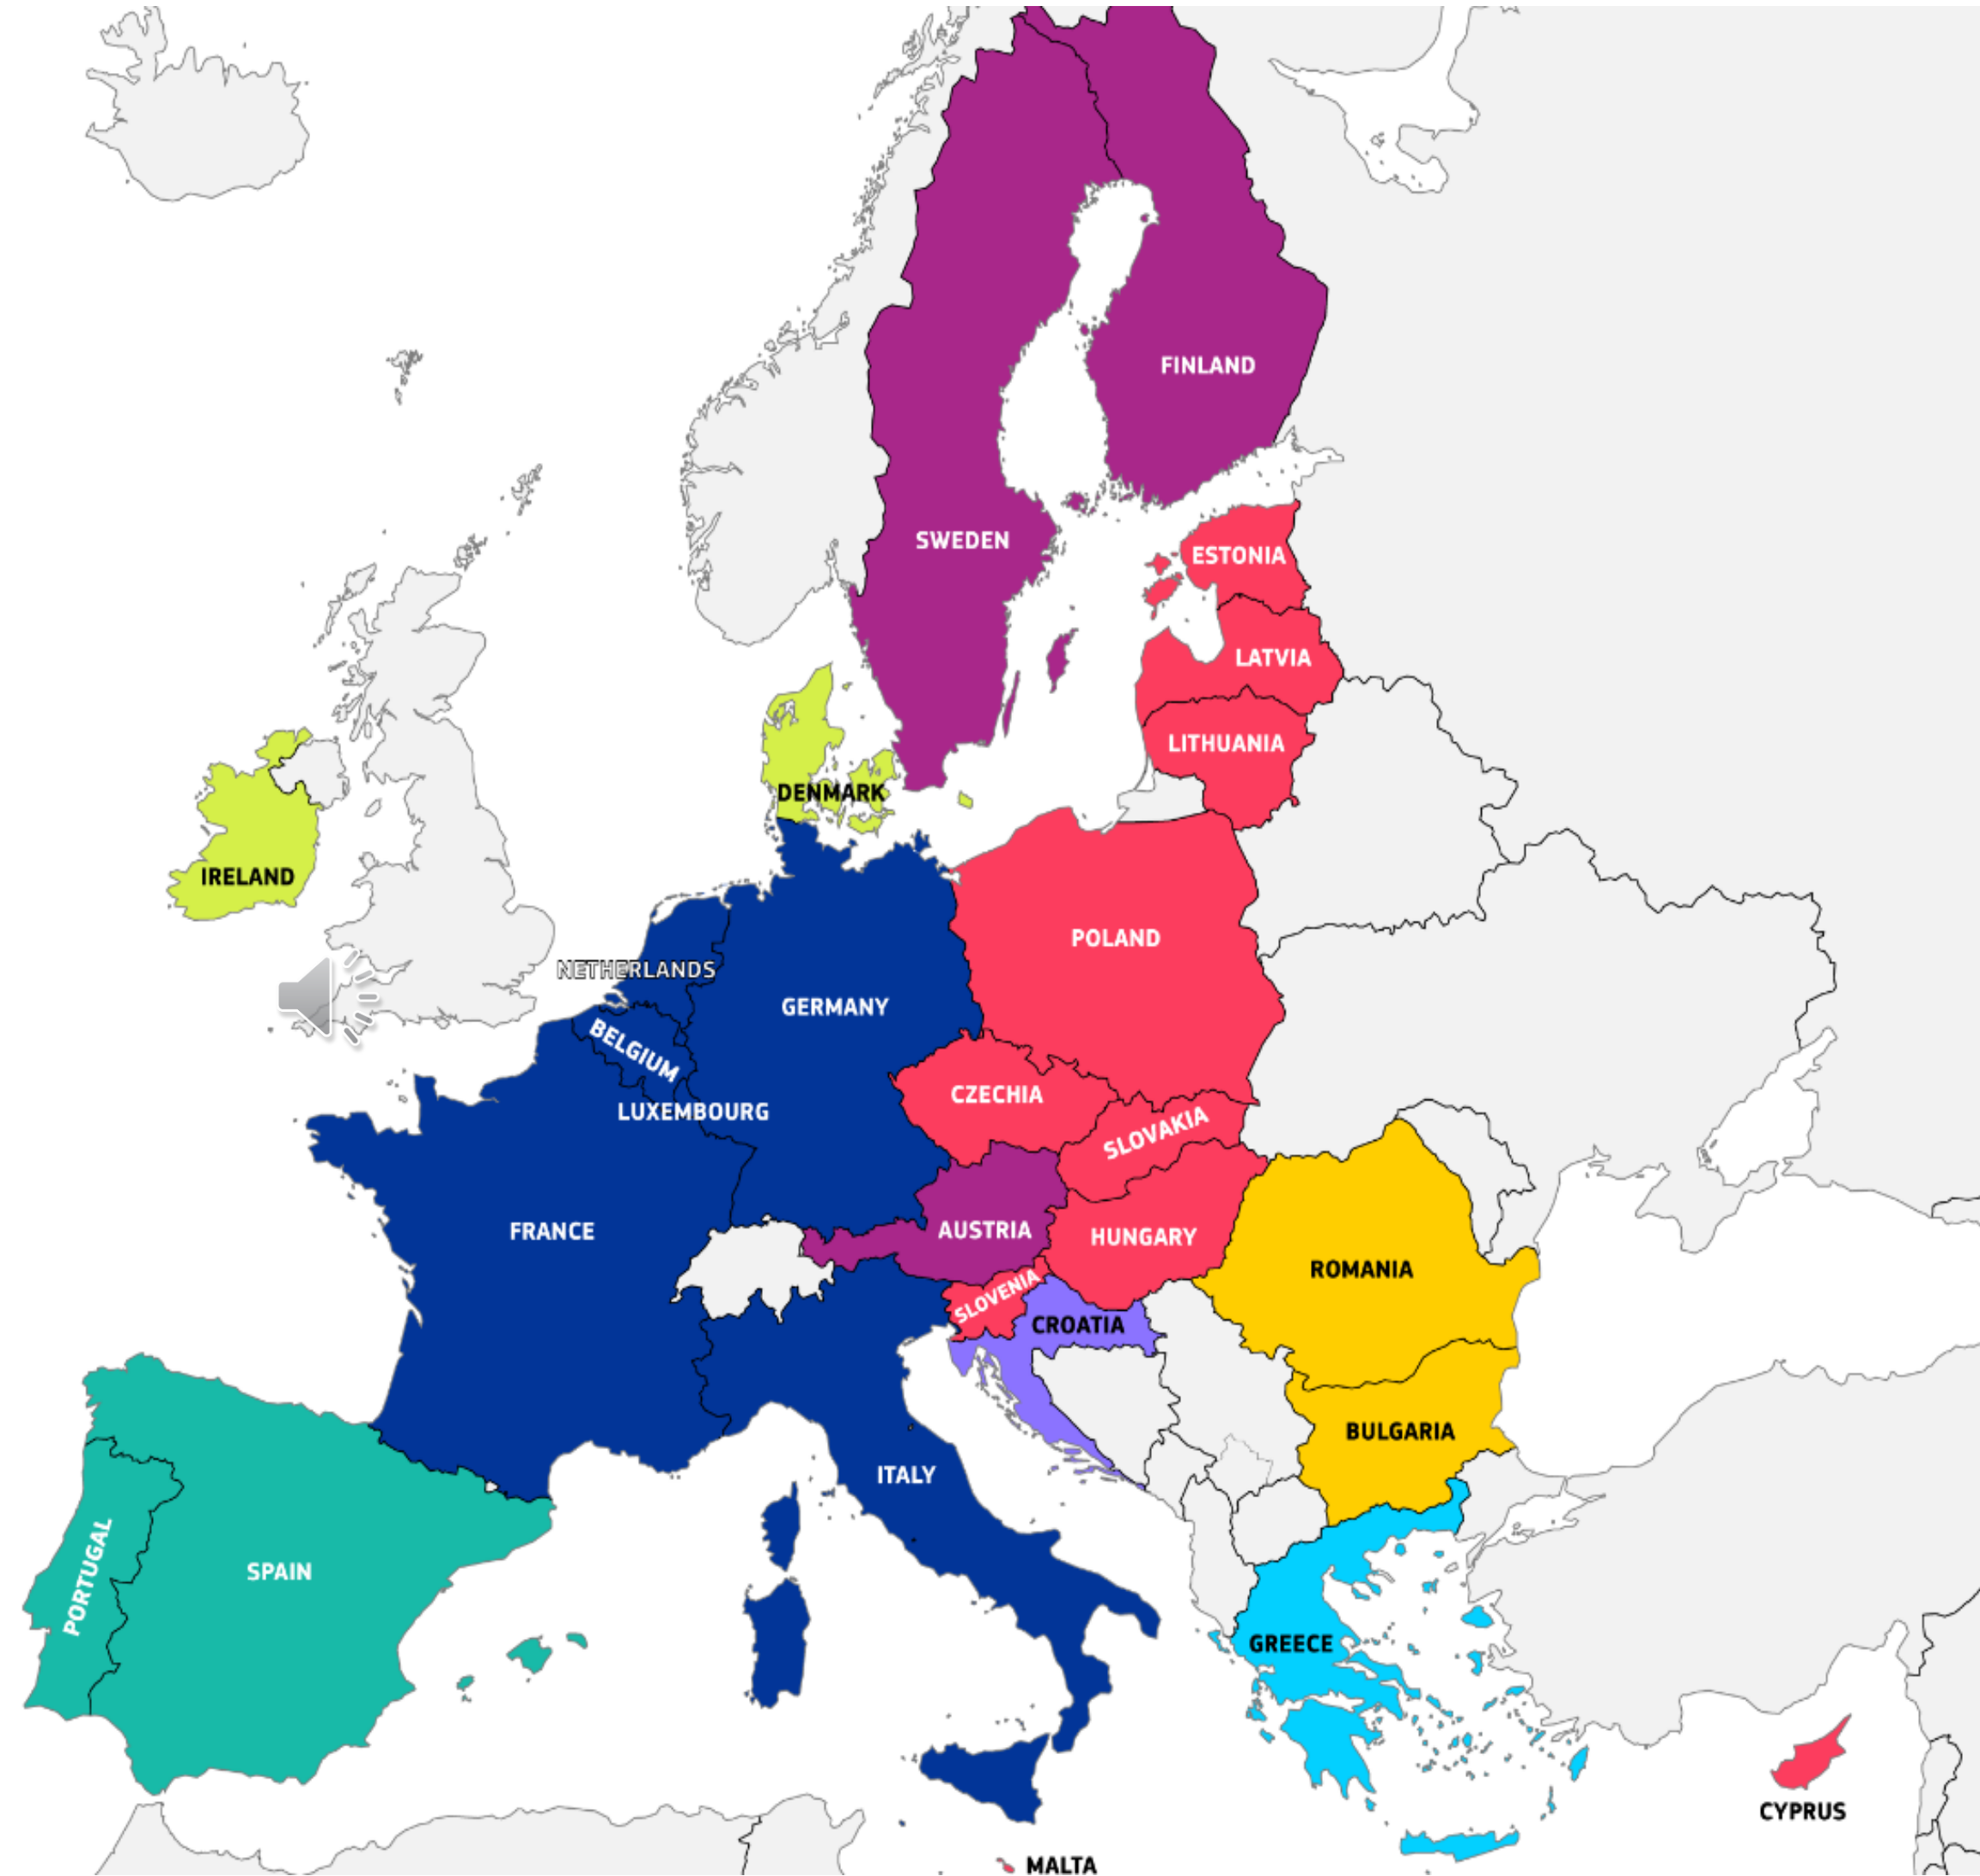 FINLAND
SWEDEN
ESTONIA
LATVIA
LITHUANIA
DENMARK
IRELAND
POLAND
NETHERLANDS
GERMANY
BELGIUM
CZECHIA
LUXEMBOURG
SLOVAKIA
FRANCE
AUSTRIA
HUNGARY
ROMANIA
SLOVENIA
CROATIA
BULGARIA
ITALY
PORTUGAL
SPAIN
GREECE
CYPRUS
MALTA